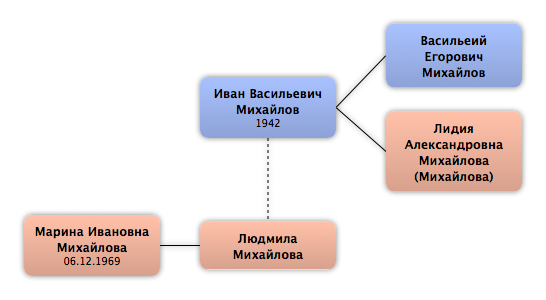 Васильеий
Егорович
Михайлов
Иван Васильевич
Михайлов
1942
Лидия
Александровна
Михайлова
(Михайлова)
Марина Ивановна
Михайлова
06.12.1969
Людмила
Михайлова